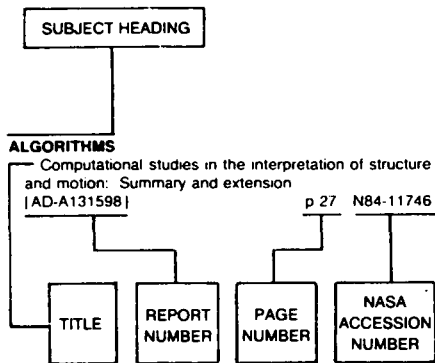 SUBJECT HEADING
ALGORITHMS
Computational studies in the interpretation of structure
and motion: Summary and extension
[AD-A131598] p 27 N84-11746
TITLE
REPORT
NUMBER
PAGE
NUMBER
NASA
ACCESSION
NUMBER